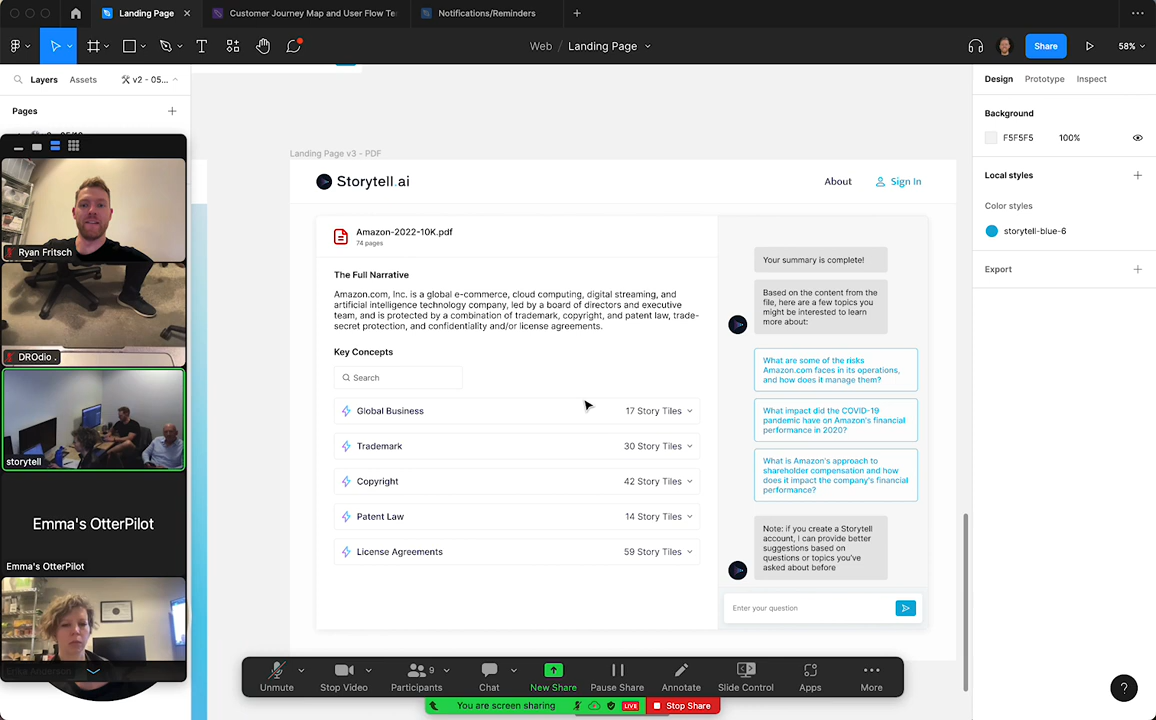 Landing Page
Customer Journey Map and User Flow Te
Notifications/Reminders
Web / Landing Page
Share
58%
Layers
Assets
v2 - 05...
Design
Prototype
Inspect
Pages
Background
F5F5F5
100%
Local styles
Color styles
storytell-blue-6
Export
Ryan Fritsch
DROdio .
storytell
Emma's OtterPilot
Emma's OtterPilot
Landing Page v3 - PDF
Storytell.ai
About
Sign In
Amazon-2022-10K.pdf
74 pages
The Full Narrative
Amazon.com, Inc. is a global e-commerce, cloud computing, digital streaming, and
artificial intelligence technology company, led by a board of directors and executive
team, and is protected by a combination of trademark, copyright, and patent law, trade-
secret protection, and confidentiality and/or license agreements.
Key Concepts
Search
Global Business
17 Story Tiles
Trademark
30 Story Tiles
Copyright
42 Story Tiles
Patent Law
14 Story Tiles
License Agreements
59 Story Tiles
Your summary is complete!
Based on the content from the
file, here are a few topics you
might be interested to learn
more about:
What are some of the risks
Amazon.com faces in its operations,
and how does it manage them?
What impact did the COVID-19
pandemic have on Amazon's financial
performance in 2020?
What is Amazon's approach to
shareholder compensation and how
does it impact the company's financial
performance?
Note: if you create a Storytell
account, I can provide better
suggestions based on
questions or topics you've
asked about before
Enter your question
Unmute
Stop Video
9
Participants
Chat
New Share
Pause Share
Annotate
Slide Control
Apps
More
You are screen sharing
LIVE
Stop Share
?